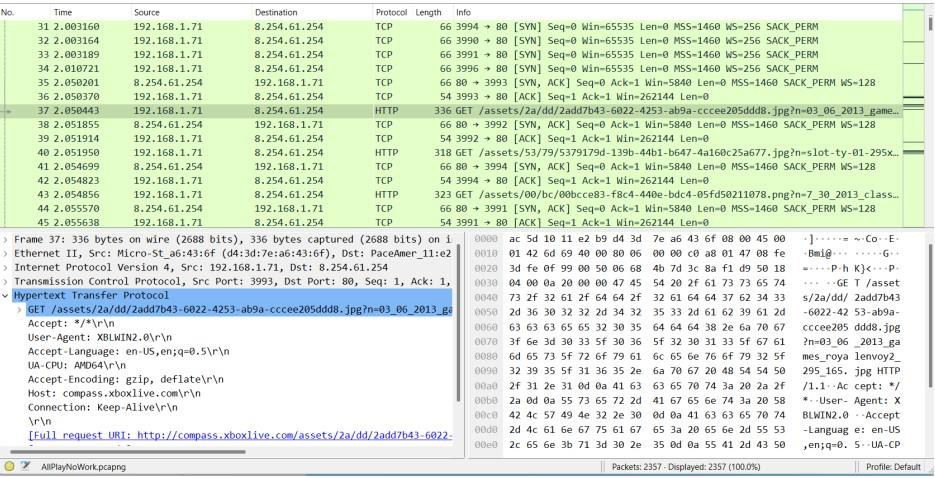 No. Time Source Destination Protocol Length Info
31 2.003160 192.168.1.71 8.254.61.254 TCP 66 3994 → 80 [SYN] Seq=0 Win=65535 Len=0 MSS=1460 WS=256 SACK_PERM
32 2.003164 192.168.1.71 8.254.61.254 TCP 66 3990 → 80 [SYN] Seq=0 Win=65535 Len=0 MSS=1460 WS=256 SACK_PERM
33 2.003189 192.168.1.71 8.254.61.254 TCP 66 3995 → 80 [SYN] Seq=0 Win=65535 Len=0 MSS=1460 WS=256 SACK_PERM
34 2.010721 192.168.1.71 8.254.61.254 TCP 66 3996 → 80 [SYN] Seq=0 Win=65535 Len=0 MSS=1460 WS=256 SACK_PERM
35 2.050201 8.254.61.254 192.168.1.71 TCP 66 80 → 3993 [SYN, ACK] Seq=0 Ack=1 Win=5840 Len=0 MSS=1460 SACK_PERM WS=128
36 2.050370 192.168.1.71 8.254.61.254 TCP 54 3993 → 80 [ACK] Seq=1 Ack=1 Win=262144 Len=0
37 2.050443 192.168.1.71 8.254.61.254 HTTP 336 GET /assets/2a/dd/2add7b43-6022-4253-ab9a-cccee205ddd8.jpg?n=03_06_2013_game…
38 2.051855 8.254.61.254 192.168.1.71 TCP 66 80 → 3992 [SYN, ACK] Seq=0 Ack=1 Win=5840 Len=0 MSS=1460 SACK_PERM WS=128
39 2.051914 192.168.1.71 8.254.61.254 TCP 54 3992 → 80 [ACK] Seq=1 Ack=1 Win=262144 Len=0
40 2.051950 192.168.1.71 8.254.61.254 HTTP 318 GET /assets/53/79/5379179d-139b-44b1-b647-4a160c25a677.jpg?n=slot-ty-01-295x…
41 2.054699 8.254.61.254 192.168.1.71 TCP 66 80 → 3994 [SYN, ACK] Seq=0 Ack=1 Win=5840 Len=0 MSS=1460 SACK_PERM WS=128
42 2.054823 192.168.1.71 8.254.61.254 TCP 54 3994 → 80 [ACK] Seq=1 Ack=1 Win=262144 Len=0
43 2.054856 192.168.1.71 8.254.61.254 HTTP 323 GET /assets/00/bc/00bcce83-f8c4-440e-bdc4-05fd50211078.png?n=7_30_2013_class…
44 2.055570 8.254.61.254 192.168.1.71 TCP 66 80 → 3991 [SYN, ACK] Seq=0 Ack=1 Win=5840 Len=0 MSS=1460 SACK_PERM WS=128
45 2.055638 192.168.1.71 8.254.61.254 TCP 54 3991 → 80 [ACK] Seq=1 Ack=1 Win=262144 Len=0
Frame 37: 336 bytes on wire (2688 bits), 336 bytes captured (2688 bits) on i
Ethernet II, Src: Micro-St_a6:43:6f (d4:3d:7e:a6:43:6f), Dst: PaceAmer_11:e2
Internet Protocol Version 4, Src: 192.168.1.71, Dst: 8.254.61.254
Transmission Control Protocol, Src Port: 3993, Dst Port: 80, Seq: 1, Ack: 1,
Hypertext Transfer Protocol
GET /assets/2a/dd/2add7b43-6022-4253-ab9a-cccee205ddd8.jpg?n=03_06_2013_ga
Accept: */*\r\n
User-Agent: XBLWIN2.0\r\n
Accept-Language: en-US,en;q=0.5\r\n
UA-CPU: AMD64\r\n
Accept-Encoding: gzip, deflate\r\n
Host: compass.xboxlive.com\r\n
Connection: Keep-Alive\r\n
\r\n
[Full request URI: http://compass.xboxlive.com/assets/2a/dd/2add7b43-6022-
0000 ac 5d 10 11 e2 b9 d4 3d 7e a6 43 6f 08 00 45 00 ·]·····= ~·Co··E·
0010 01 42 6d 69 40 00 80 06 00 00 c0 a8 01 47 08 fe ·Bmi@··· ·····G··
0020 3d fe 0f 99 00 50 06 68 4b 7d 3c 8a f1 d9 50 18 =····P·h K}<···P·
0030 04 00 0a 20 00 00 47 45 54 20 2f 61 73 73 65 74 ··· ··GE T /asset
0040 73 2f 32 61 2f 64 64 2f 32 61 64 64 37 62 34 33 s/2a/dd/ 2add7b43
0050 2d 36 30 32 32 2d 34 32 35 33 2d 61 62 39 61 2d -6022-42 53-ab9a-
0060 63 63 63 65 65 32 30 35 64 64 64 38 2e 6a 70 67 cccee205 ddd8.jpg
0070 3f 6e 3d 30 33 5f 30 36 5f 32 30 31 33 5f 67 61 ?n=03_06 _2013_ga
0080 6d 65 73 5f 72 6f 79 61 6c 65 6e 76 6f 79 32 5f mes_roya lenvoy2_
0090 32 39 35 5f 31 36 35 2e 6a 70 67 20 48 54 54 50 295_165. jpg HTTP
00a0 2f 31 2e 31 0d 0a 41 63 63 65 70 74 3a 20 2a 2f /1.1··Ac cept: */
00b0 2a 0d 0a 55 73 65 72 2d 41 67 65 6e 74 3a 20 58 *··User- Agent: X
00c0 42 4c 57 49 4e 32 2e 30 0d 0a 41 63 63 65 70 74 BLWIN2.0 ··Accept
00d0 2d 4c 61 6e 67 75 61 67 65 3a 20 65 6e 2d 55 53 -Languag e: en-US
00e0 2c 65 6e 3b 71 3d 30 2e 35 0d 0a 55 41 2d 43 50 ,en;q=0. 5··UA-CP
AllPlayNoWork.pcapng Packets: 2357 · Displayed: 2357 (100.0%) Profile: Default